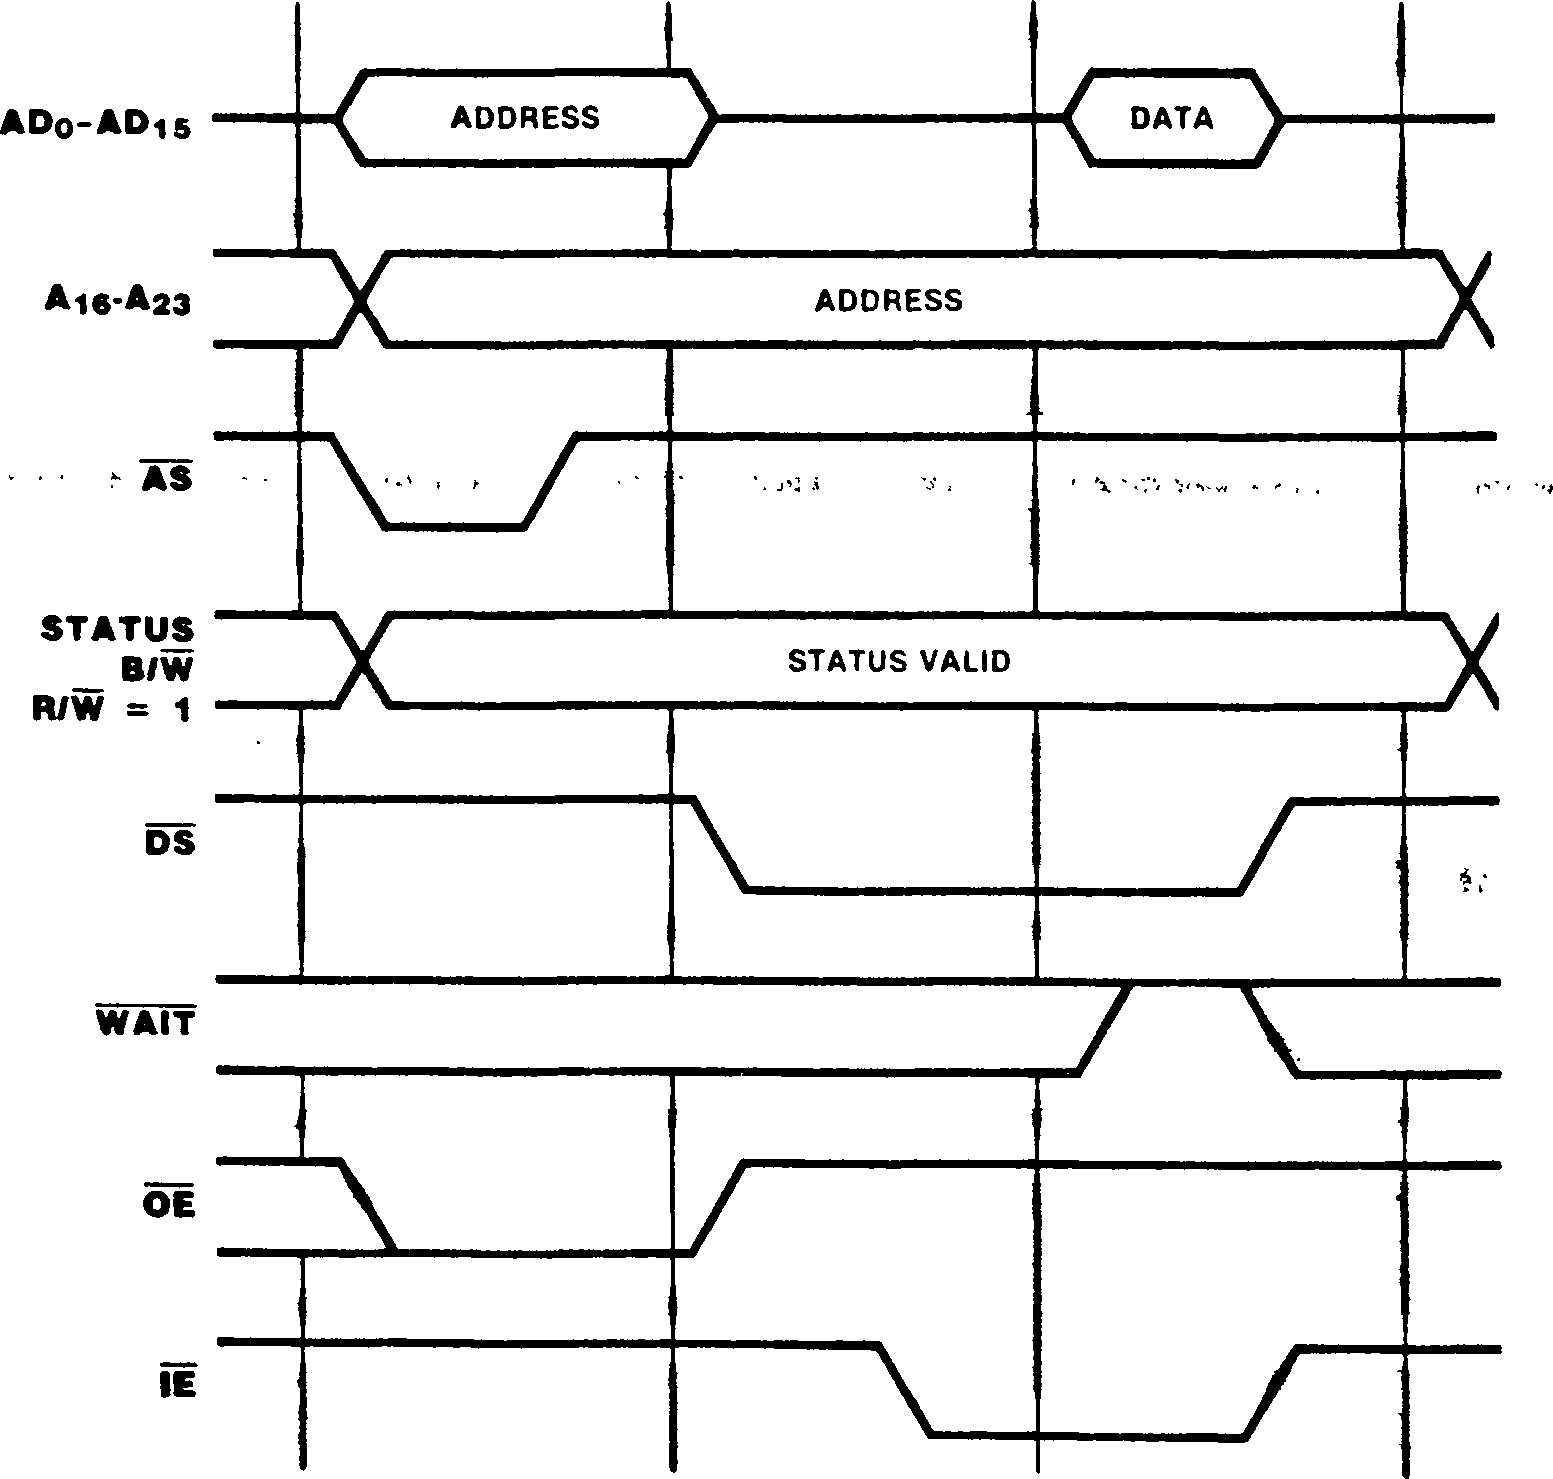 AD0-AD15
ADDRESS
DATA
A16-A23
ADDRESS
AS
STATUS
B/W
R/W = 1
STATUS VALID
DS
WAIT
OE
IE